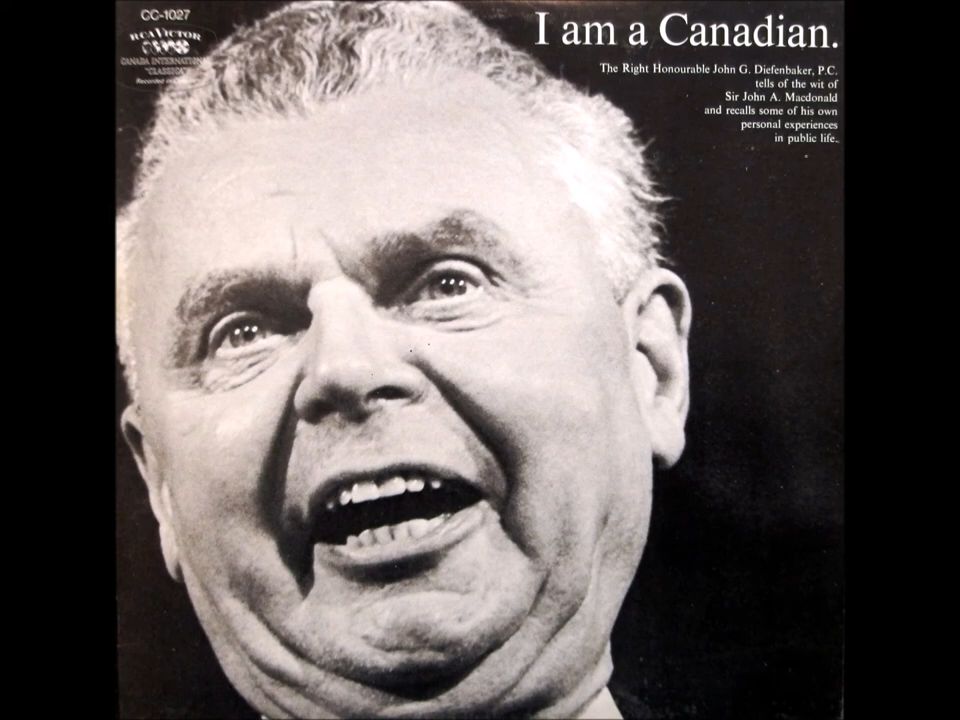 CC-1027
RCA VICTOR
CANADA INTERNATIONAL
"CLASSICS"
I am a Canadian.
The Right Honourable John G. Diefenbaker, P.C.
tells of the wit of
Sir John A. Macdonald
and recalls some of his own
personal experiences
in public life.